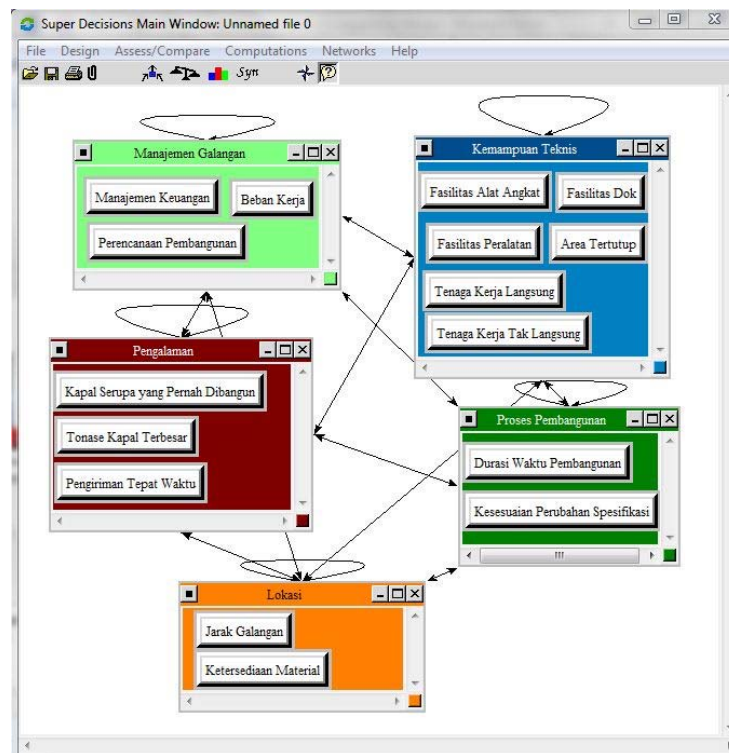 Super Decisions Main Window: Unnamed file 0
File Design Assess/Compare Computations Networks Help
Syn
Manajemen Galangan
Manajemen Keuangan Beban Kerja
Perencanaan Pembangunan
Kemampuan Teknis
Fasilitas Alat Angkat Fasilitas Dok
Fasilitas Peralatan Area Tertutup
Tenaga Kerja Langsung
Tenaga Kerja Tak Langsung
Pengalaman
Kapal Serupa yang Pernah Dibangun
Tonase Kapal Terbesar
Pengiriman Tepat Waktu
Proses Pembangunan
Durasi Waktu Pembangunan
Kesesuaian Perubahan Spesifikasi
Lokasi
Jarak Galangan
Ketersediaan Material